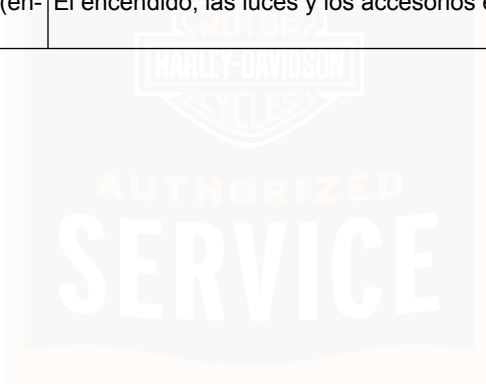 (en- El encendido, las luces y los accesorios e
MOTOR
HARLEY-DAVIDSON
CYCLES
AUTHORIZED
SERVICE